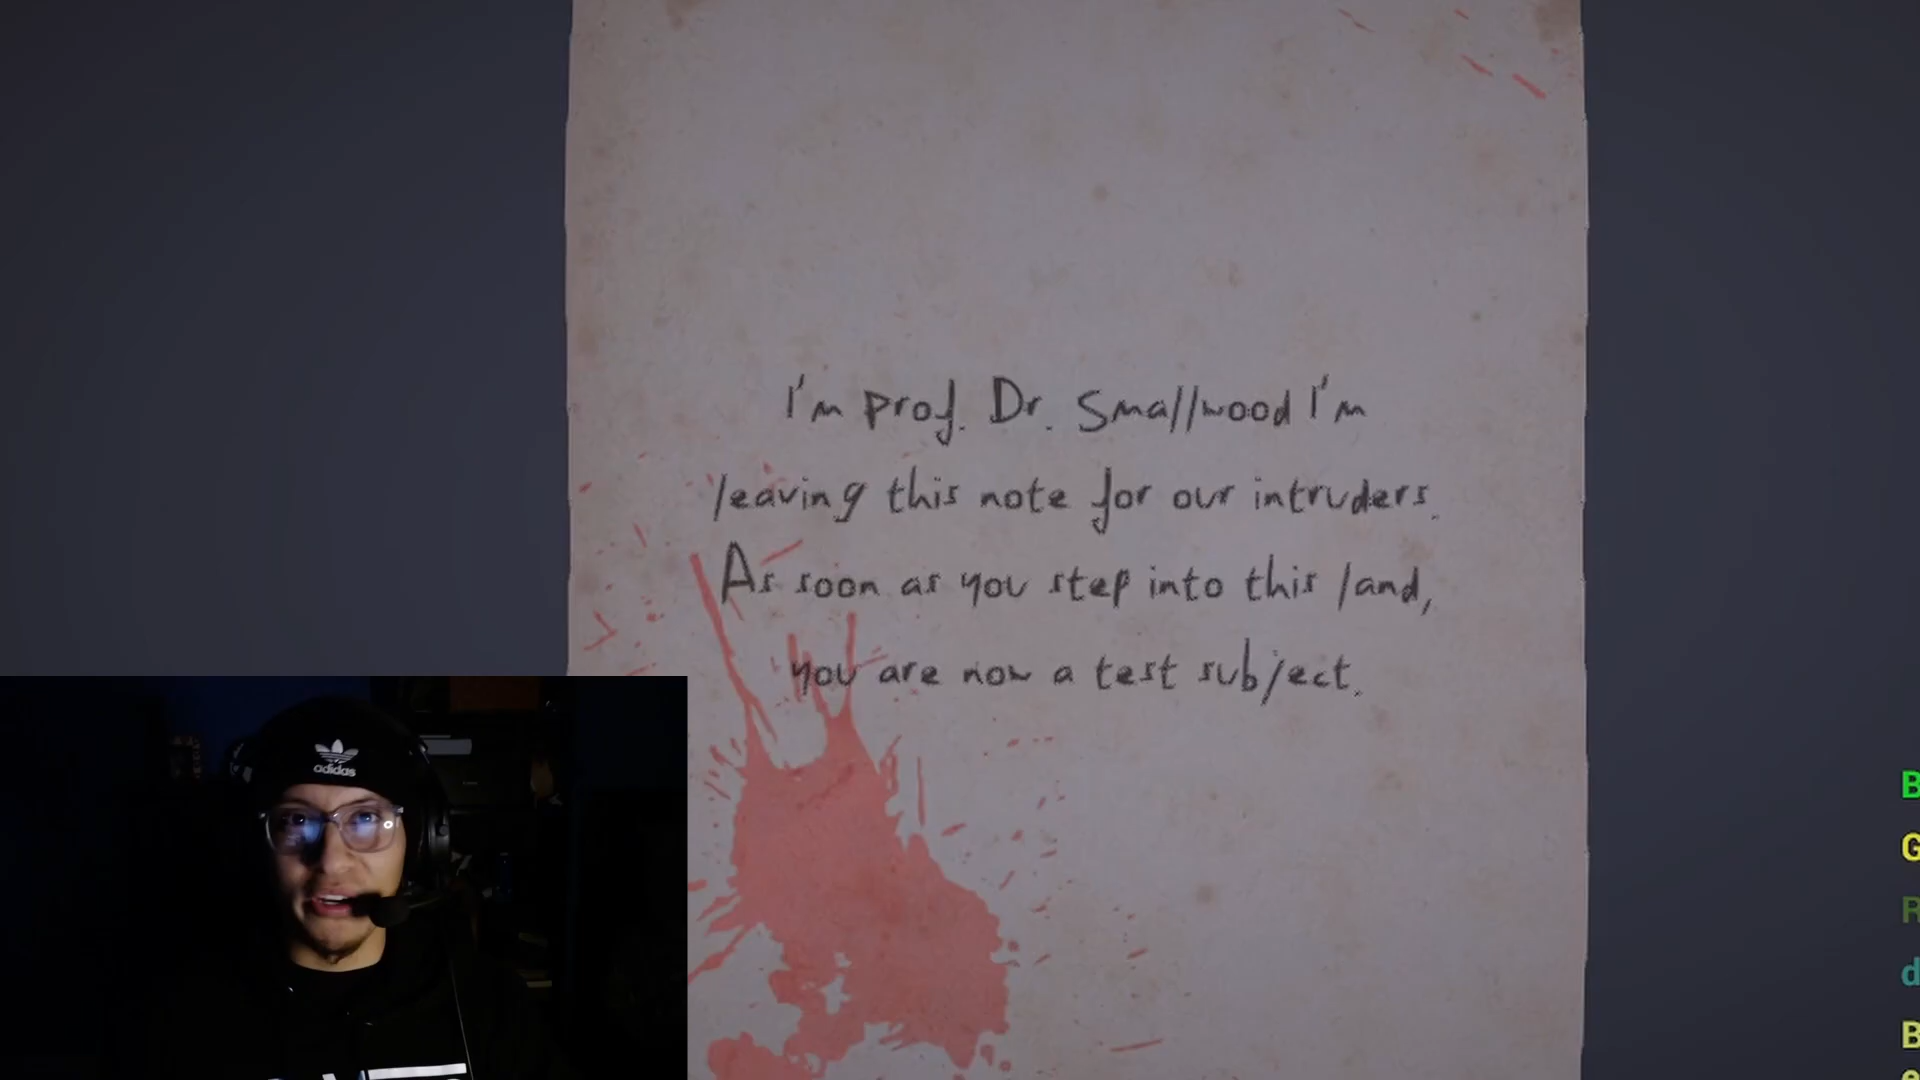 I'm prof. Dr. Smallwood I'm
leaving this note for our intruders.
As soon as you step into this land,
you are now a test subject.
adidas
B
G
R
d
B